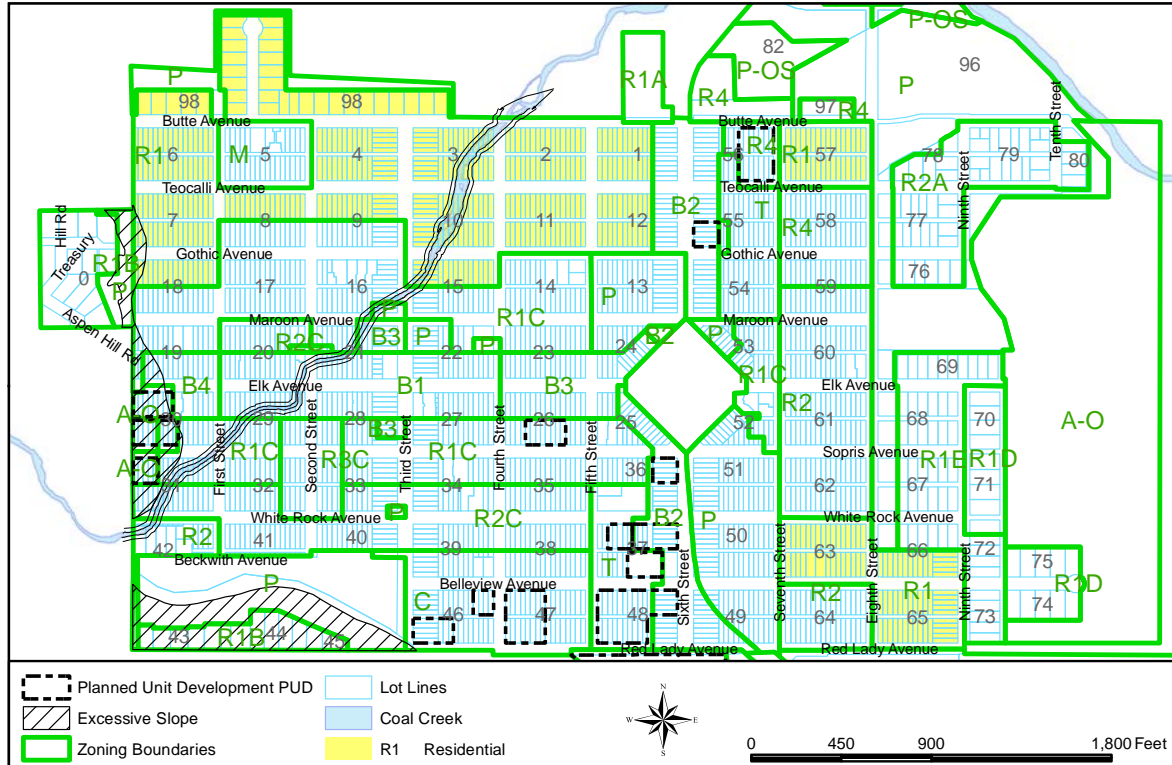 P-OS
82
96
P
R1A
P-OS
P
R4
98
98
97
R4
Tenth Street
Butte Avenue
Butte Avenue
R1
6
M
5
4
3
2
1
56
R4
R1
57
78
79
80
Teocalli Avenue
Teocalli Avenue
R2A
Ninth Street
7
8
9
10
11
12
B2
55
T
R4
58
77
Hill Rd
Treasury
R1B
0
P
Gothic Avenue
Gothic Avenue
76
18
17
16
15
14
13
P
54
59
Aspen Hill Rd
Maroon Avenue
P
R1C
Maroon Avenue
R2C
B3
P
P
B2
P
53
19
20
21
22
23
24
60
69
B4
Elk Avenue
B1
B3
R1C
Elk Avenue
R2
A-O
A-O
30
29
28
27
26
25
52
61
68
70
First Street
Second Street
B3
Third Street
Fourth Street
Fifth Street
Sopris Avenue
A-O
R1C
R3C
R1C
36
51
R1E
R1D
31
32
33
34
35
62
67
71
White Rock Avenue
P
R2C
B2
P
White Rock Avenue
42
R2
41
40
39
38
37
50
63
66
72
75
Beckwith Avenue
P
Belleview Avenue
T
Sixth Street
Seventh Street
Eighth Street
R1
Ninth Street
R1D
43
R1B
44
45
C
46
47
48
49
R2
64
65
73
74
Red Lady Avenue
Red Lady Avenue
Planned Unit Development PUD
Lot Lines
Excessive Slope
Coal Creek
Zoning Boundaries
R1 Residential
N
W
E
S
0 450 900 1,800 Feet